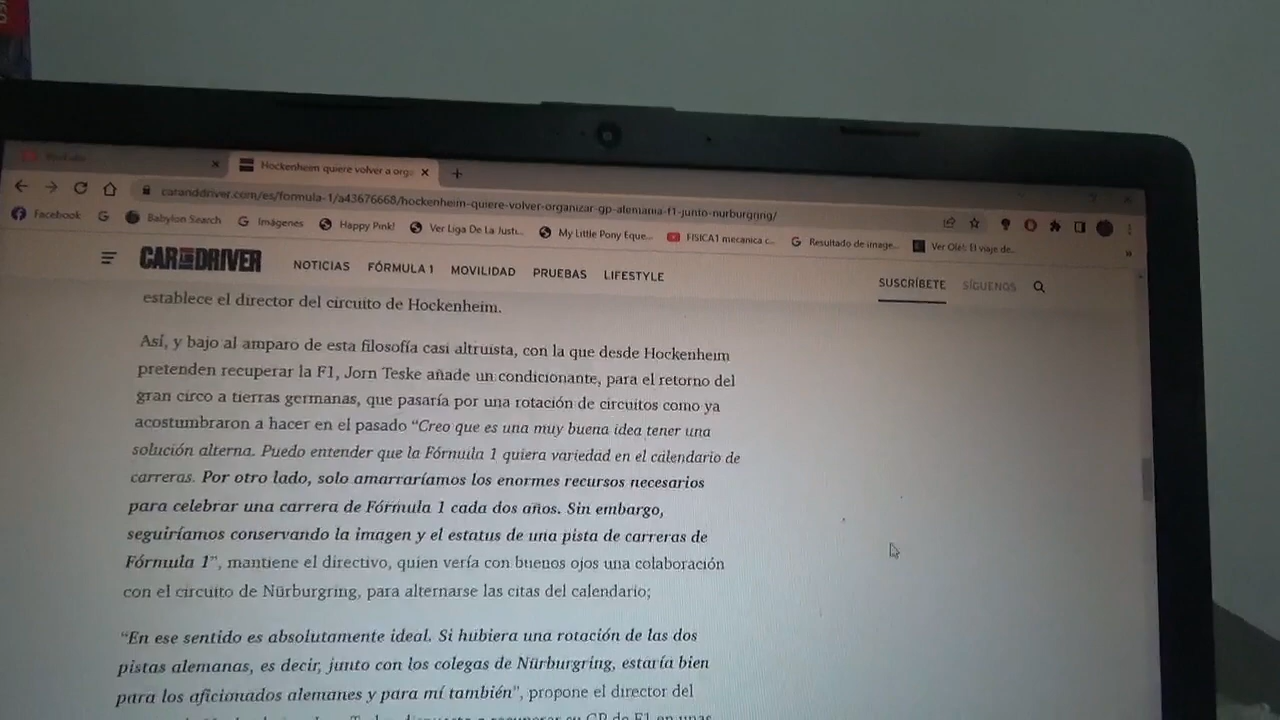 YouTube
Hockenheim quiere volver a orga
caranddriver.com/es/formula-1/a43676668/hockenheim-quiere-volver-organizar-gp-alemania-f1-junto-nurburgring/
Facebook
Babylon Search
Imágenes
Happy Pink!
Ver Liga De La Justi...
My Little Pony Eque...
FISICA1 mecanica c...
Resultado de image...
Ver Olé!: El viaje de...
CAR AND DRIVER
NOTICIAS FÓRMULA 1 MOVILIDAD PRUEBAS LIFESTYLE
SUSCRÍBETE SÍGUENOS
establece el director del circuito de Hockenheim.
Así, y bajo al amparo de esta filosofía casi altruista, con la que desde Hockenheim
pretenden recuperar la F1, Jorn Teske añade un condicionante, para el retorno del
gran circo a tierras germanas, que pasaría por una rotación de circuitos como ya
acostumbraron a hacer en el pasado “Creo que es una muy buena idea tener una
solución alterna. Puedo entender que la Fórmula 1 quiera variedad en el calendario de
carreras. Por otro lado, solo amarraríamos los enormes recursos necesarios
para celebrar una carrera de Fórmula 1 cada dos años. Sin embargo,
seguiríamos conservando la imagen y el estatus de una pista de carreras de
Fórmula 1”, mantiene el directivo, quien vería con buenos ojos una colaboración
con el circuito de Nürburgring, para alternarse las citas del calendario;
“En ese sentido es absolutamente ideal. Si hubiera una rotación de las dos
pistas alemanas, es decir, junto con los colegas de Nürburgring, estaría bien
para los aficionados alemanes y para mí también”, propone el director del